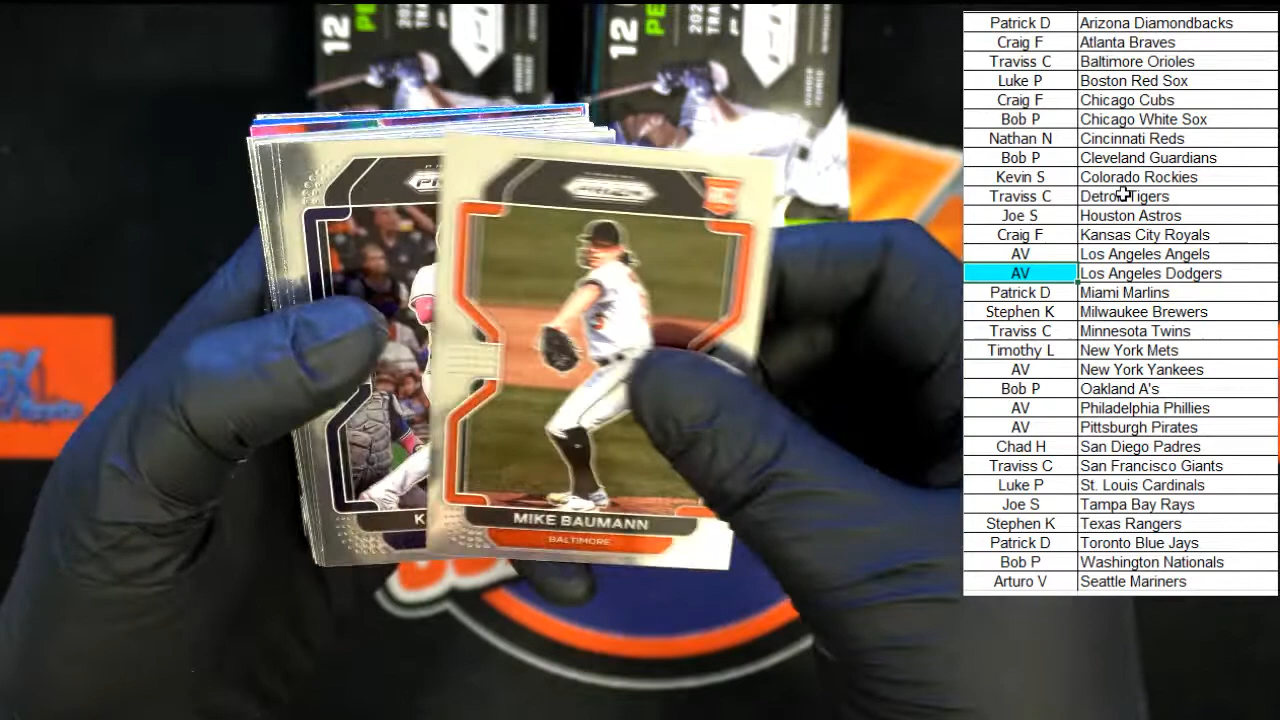 12
12
PRIZM
RC
MIKE BAUMANN
BALTIMORE
Patrick D Arizona Diamondbacks
Craig F Atlanta Braves
Traviss C Baltimore Orioles
Luke P Boston Red Sox
Craig F Chicago Cubs
Bob P Chicago White Sox
Nathan N Cincinnati Reds
Bob P Cleveland Guardians
Kevin S Colorado Rockies
Traviss C Detroit Tigers
Joe S Houston Astros
Craig F Kansas City Royals
AV Los Angeles Angels
AV Los Angeles Dodgers
Patrick D Miami Marlins
Stephen K Milwaukee Brewers
Traviss C Minnesota Twins
Timothy L New York Mets
AV New York Yankees
Bob P Oakland A's
AV Philadelphia Phillies
AV Pittsburgh Pirates
Chad H San Diego Padres
Traviss C San Francisco Giants
Luke P St. Louis Cardinals
Joe S Tampa Bay Rays
Stephen K Texas Rangers
Patrick D Toronto Blue Jays
Bob P Washington Nationals
Arturo V Seattle Mariners